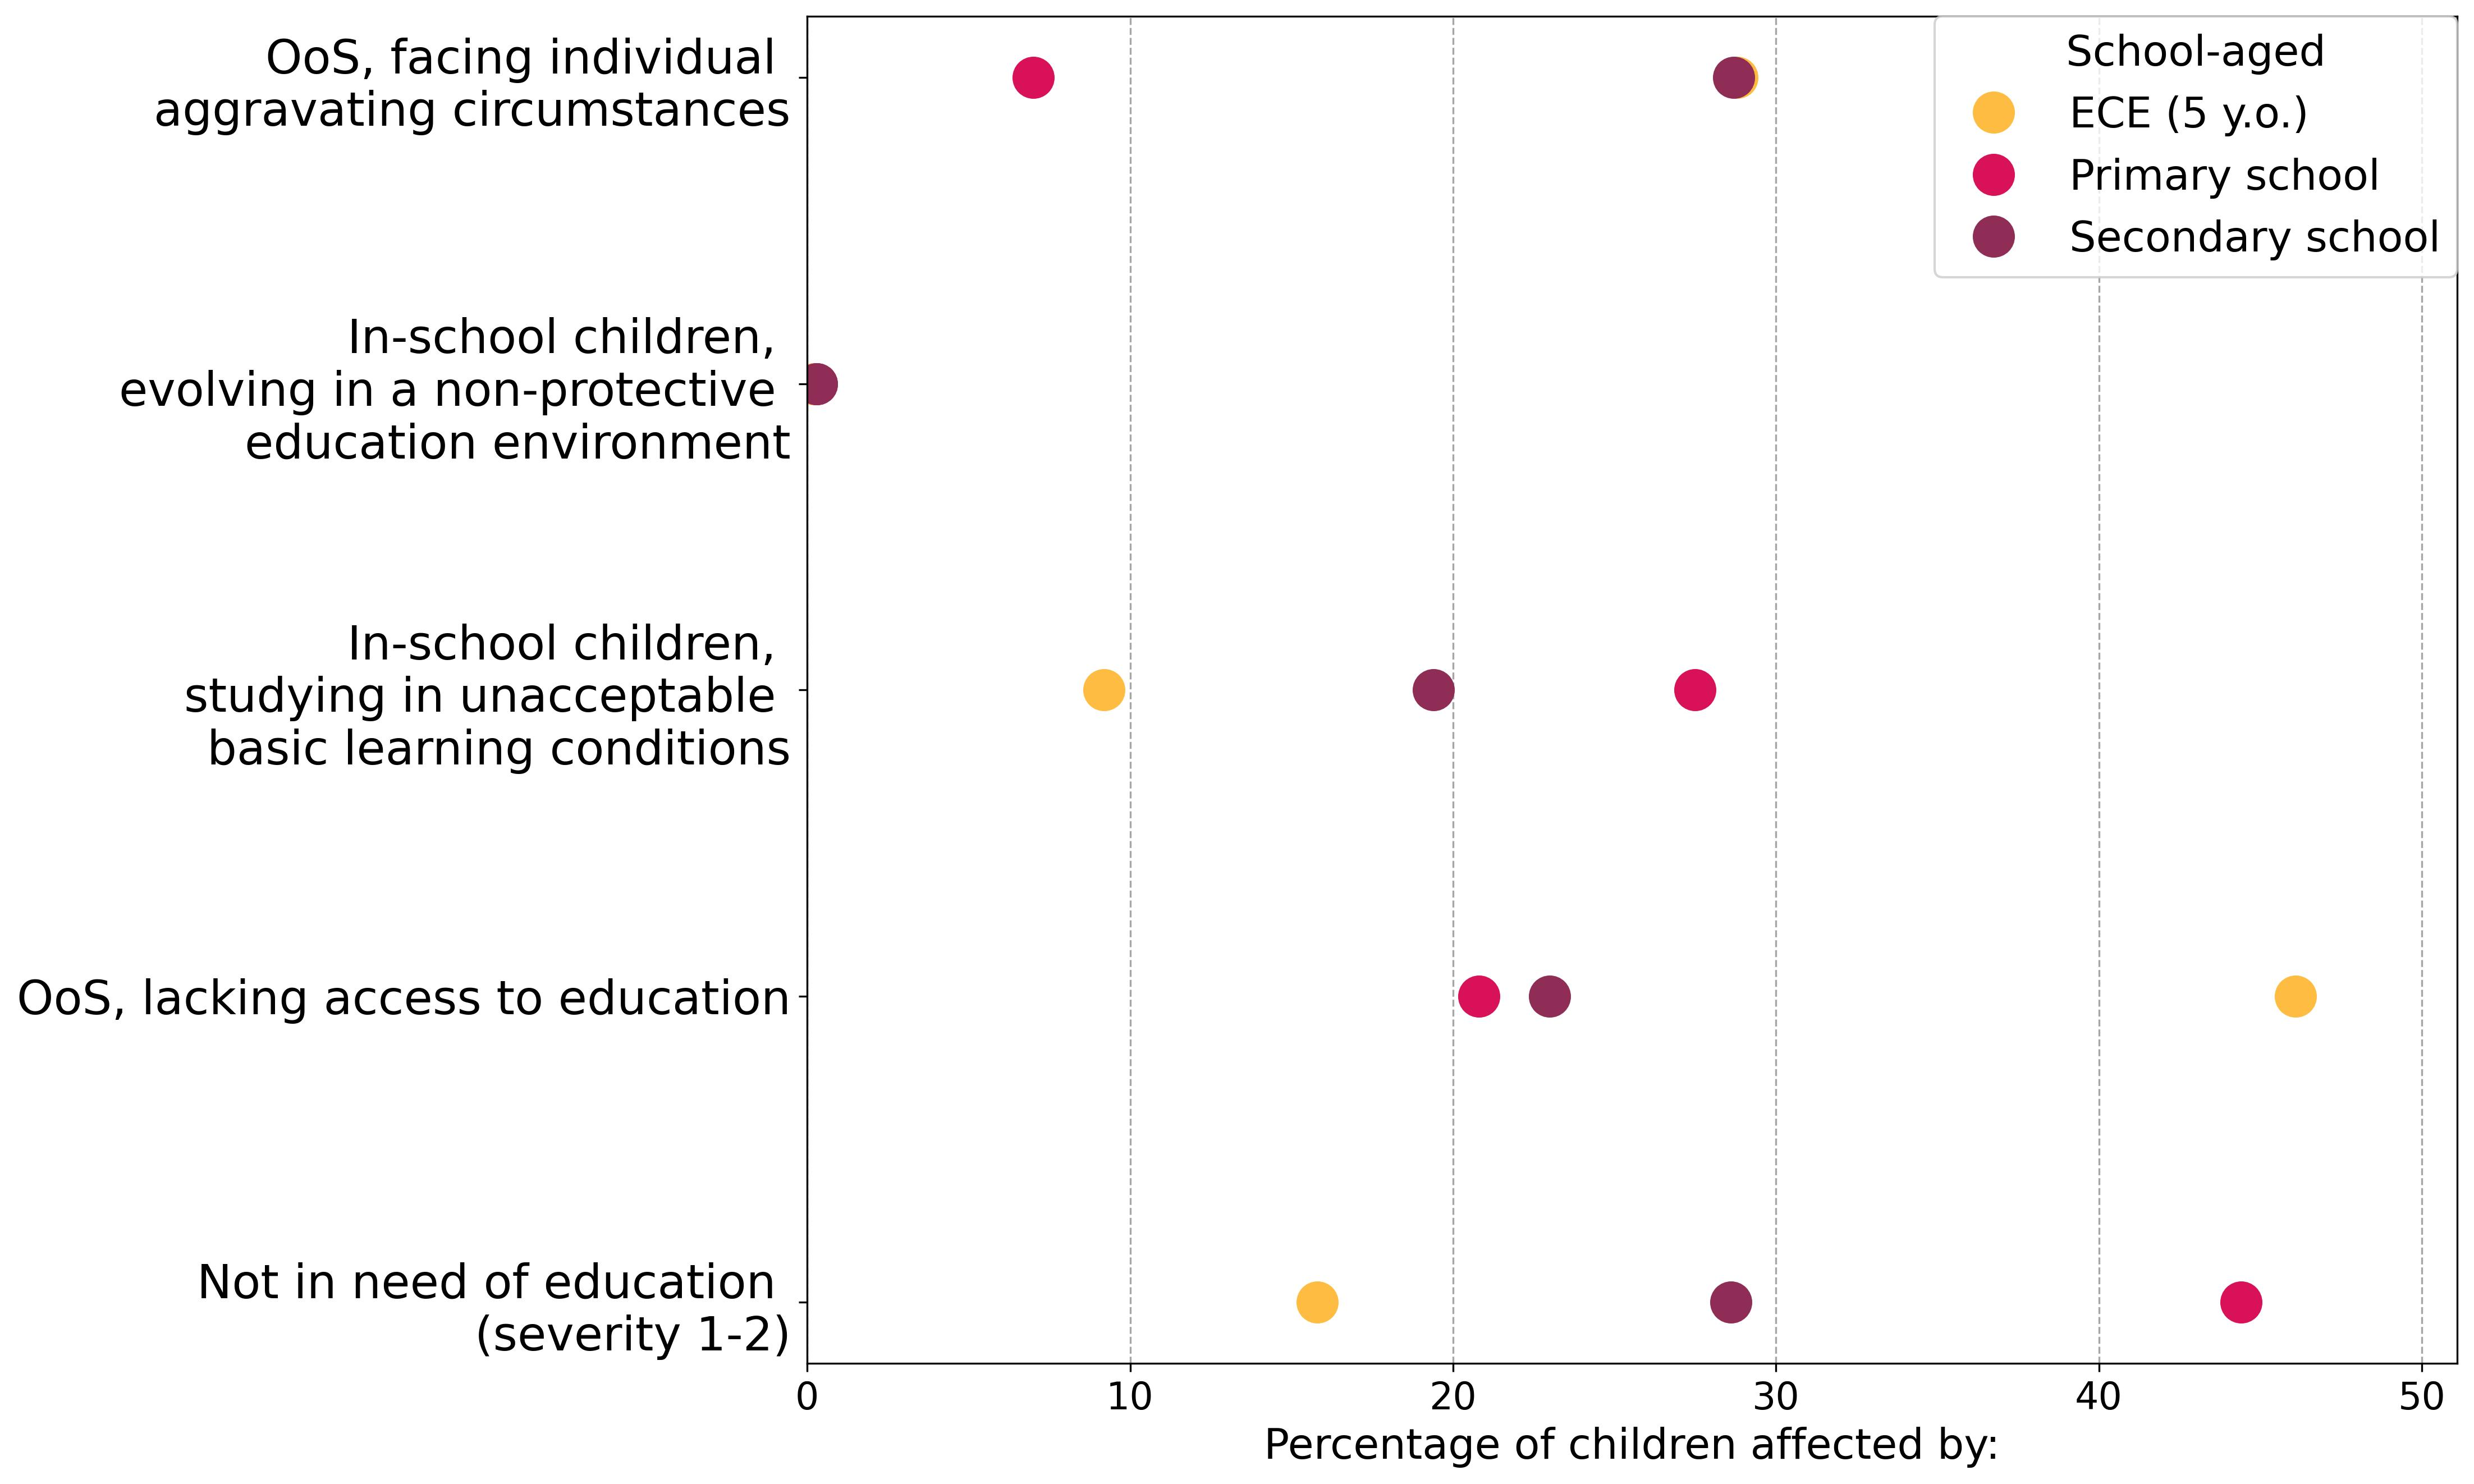 OoS, facing individual
aggravating circumstances
In-school children,
evolving in a non-protective
education environment
In-school children,
studying in unacceptable
basic learning conditions
OoS, lacking access to education
Not in need of education
(severity 1-2)
School-aged
ECE (5 y.o.)
Primary school
Secondary school
0 10 20 30 40 50
Percentage of children affected by: